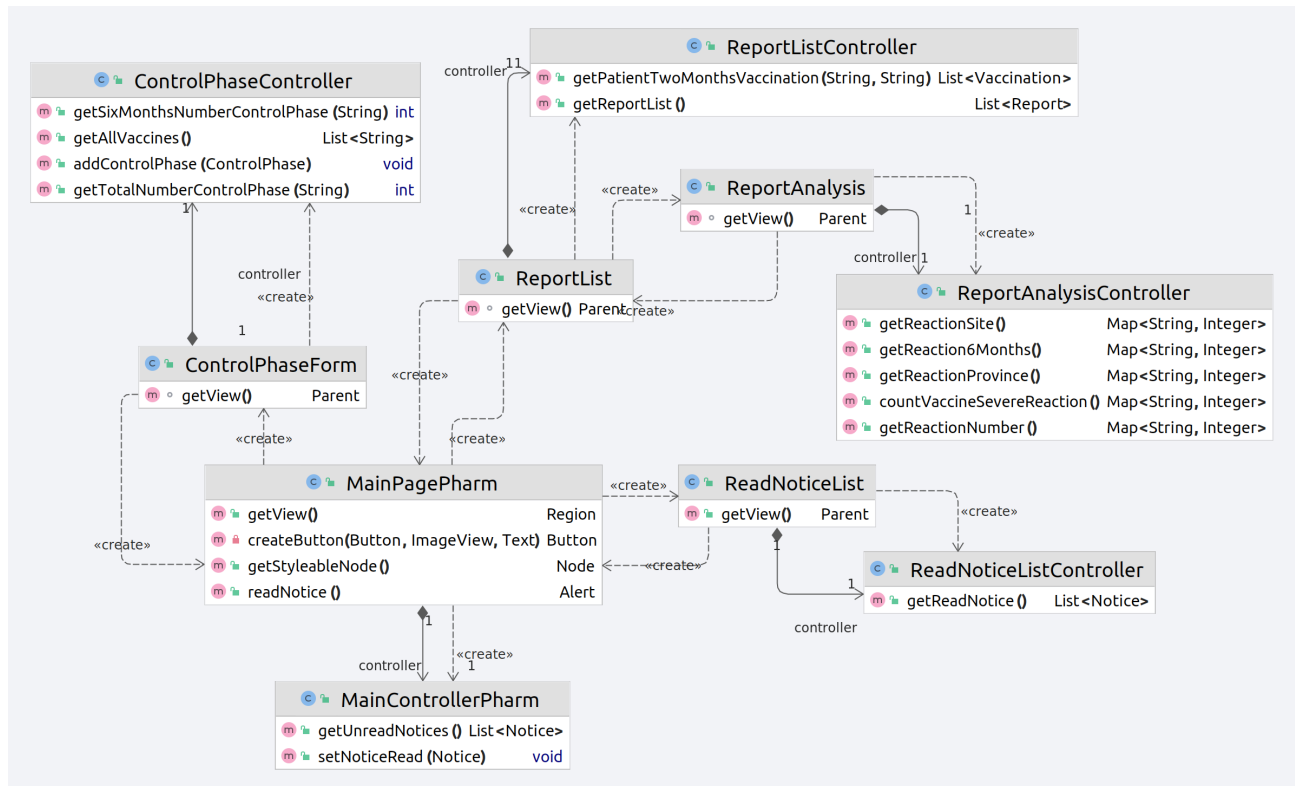 ReportListController
getPatientTwoMonthsVaccination(String, String) List<Vaccination>
getReportList() List<Report>
controller
1 1
ControlPhaseController
getSixMonthsNumberControlPhase(String) int
getAllVaccines() List<String>
addControlPhase(ControlPhase) void
getTotalNumberControlPhase(String) int
1
controller
«create»
1
«create»
«create»
ReportAnalysis
getView() Parent
1
«create»
controller 1
ReportAnalysisController
getReactionSite() Map<String, Integer>
getReaction6Months() Map<String, Integer>
getReactionProvince() Map<String, Integer>
countVaccineSevereReaction() Map<String, Integer>
getReactionNumber() Map<String, Integer>
ReportList
getView() Parent
«create»
ControlPhaseForm
getView() Parent
«create»
«create»
«create»
«create»
MainPagePharm
getView() Region
createButton(Button, ImageView, Text) Button
getStyleableNode() Node
readNotice() Alert
«create»
«create»
ReadNoticeList
getView() Parent
«create»
1
1
controller
ReadNoticeListController
getReadNotice() List<Notice>
1
controller
«create»
1
MainControllerPharm
getUnreadNotices() List<Notice>
setNoticeRead(Notice) void